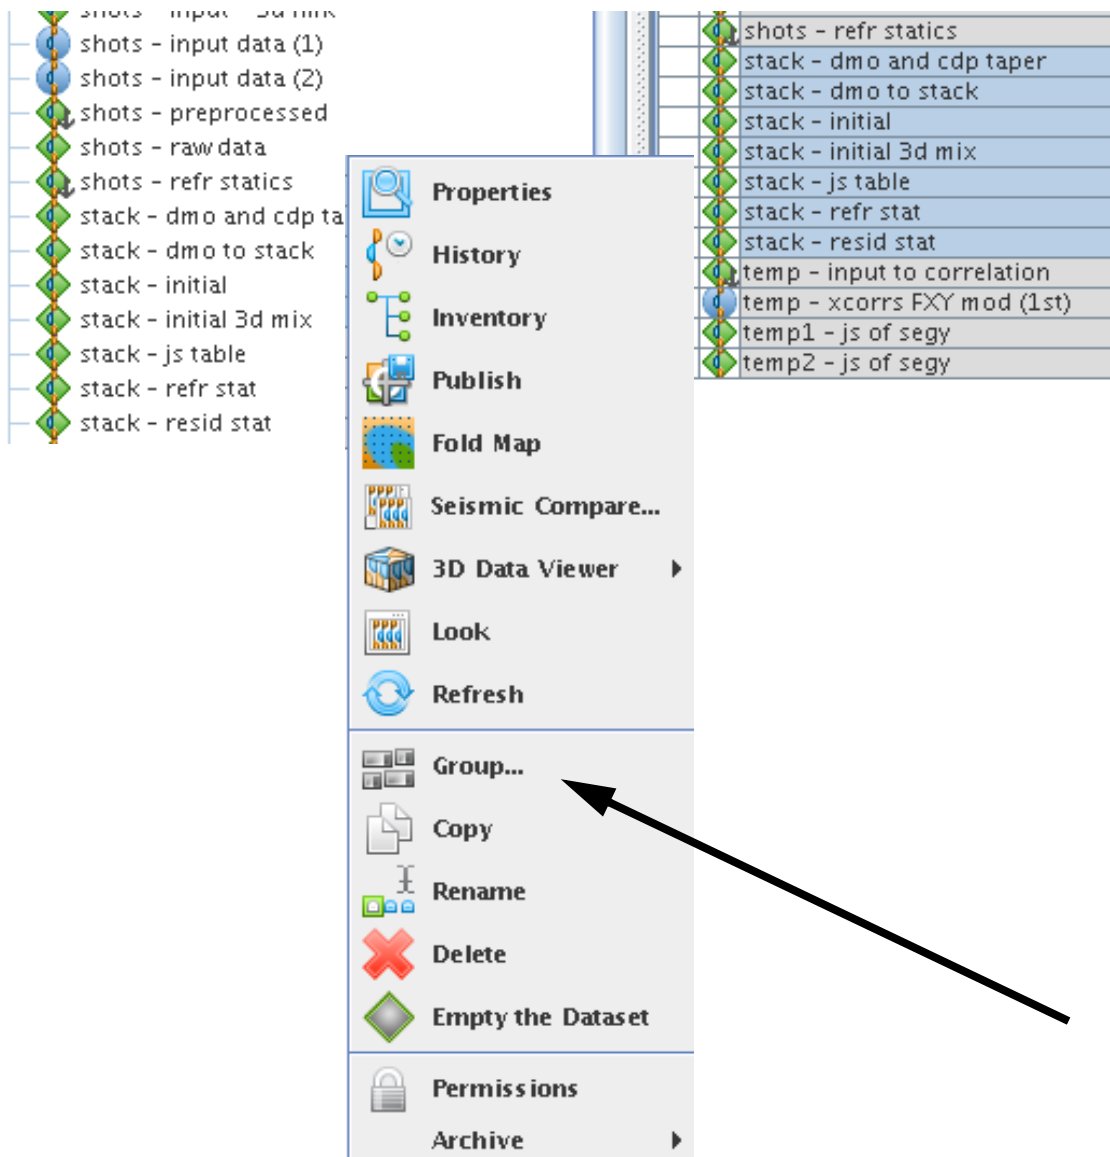 shots - input - 3d mix
shots - input data (1)
shots - input data (2)
shots - preprocessed
shots - raw data
shots - refr statics
stack - dmo and cdp ta
stack - dmo to stack
stack - initial
stack - initial 3d mix
stack - js table
stack - refr stat
stack - resid stat
shots - refr statics
stack - dmo and cdp taper
stack - dmo to stack
stack - initial
stack - initial 3d mix
stack - js table
stack - refr stat
stack - resid stat
temp - input to correlation
temp - xcorrs FXY mod (1st)
temp1 - js of segy
temp2 - js of segy
Properties
History
Inventory
Publish
Fold Map
Seismic Compare...
3D Data Viewer
Look
Refresh
Group...
Copy
Rename
Delete
Empty the Dataset
Permissions
Archive